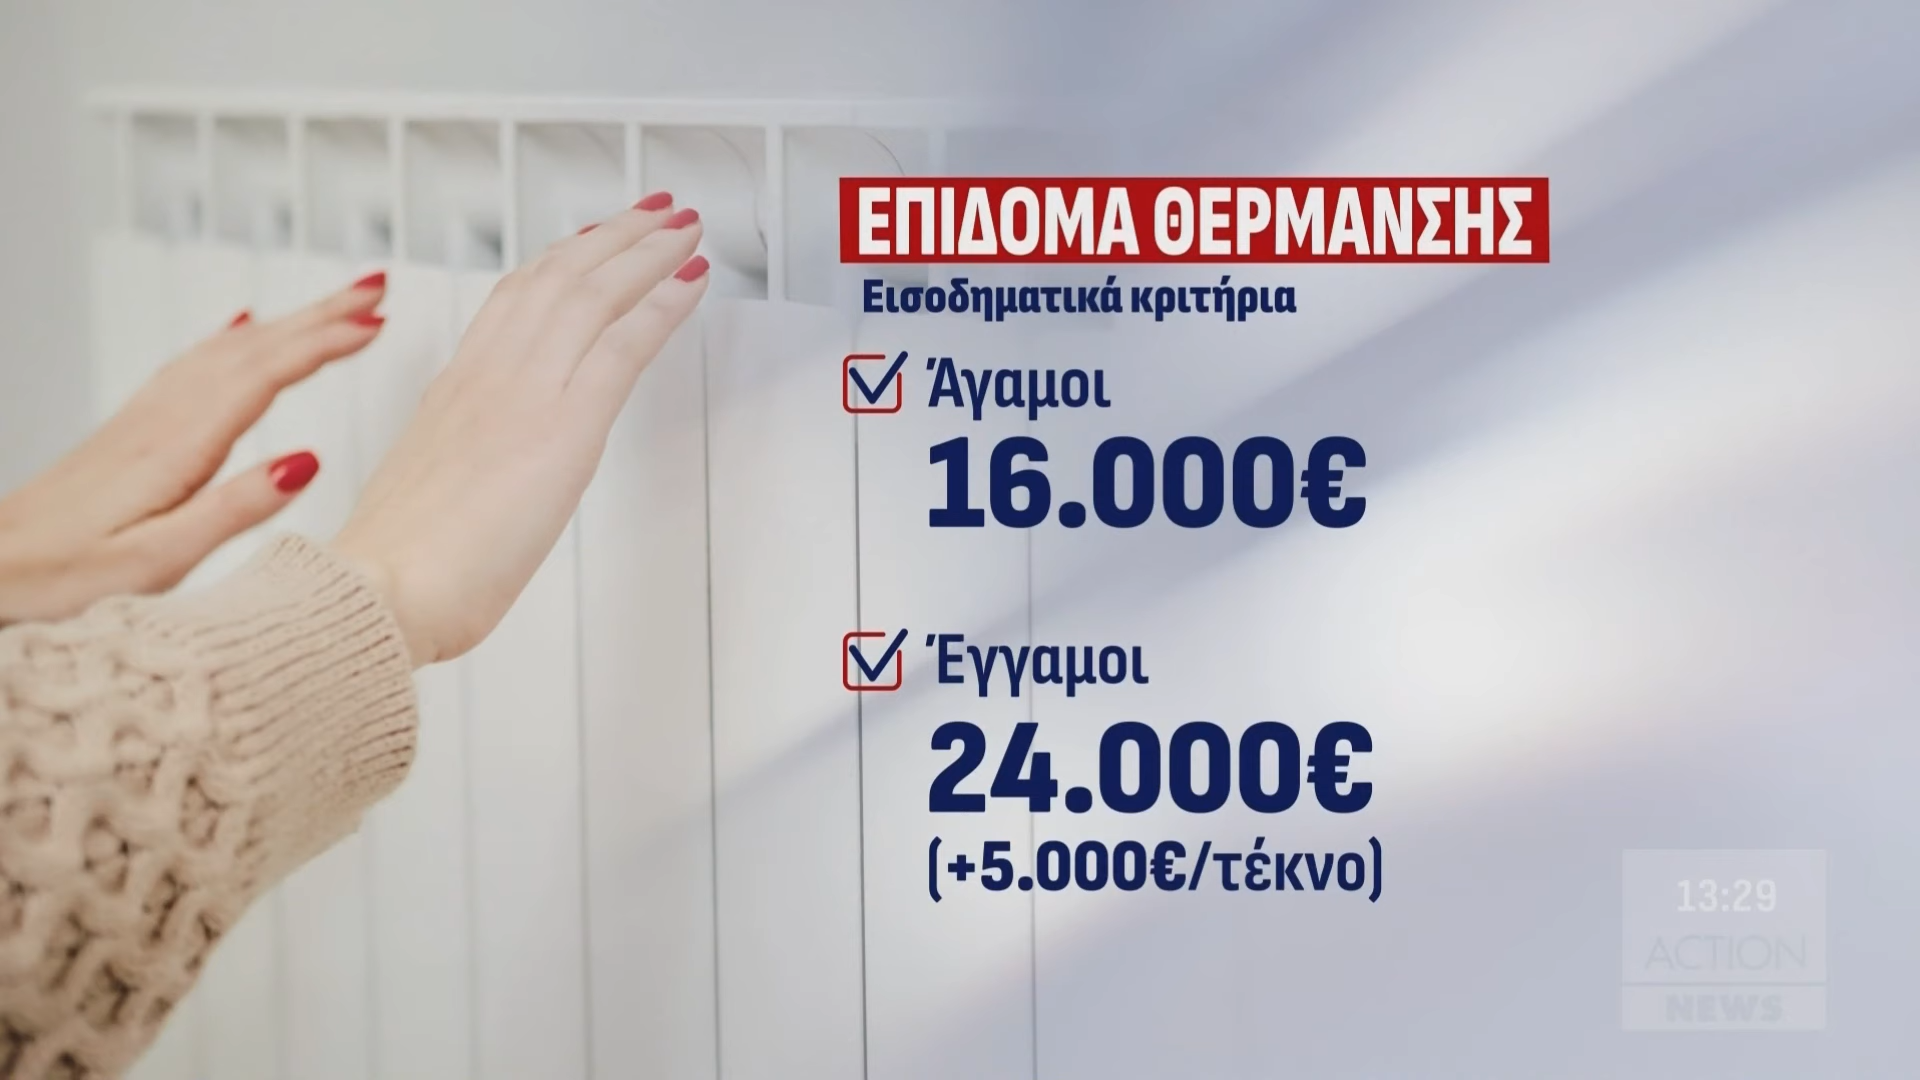 ΕΠΙΔΟΜΑ ΘΕΡΜΑΝΣΗΣ
Εισοδηματικά κριτήρια
Άγαμοι
16.000€
Έγγαμοι
24.000€
(+5.000€/τέκνο)
13:29
ACTION
NEWS